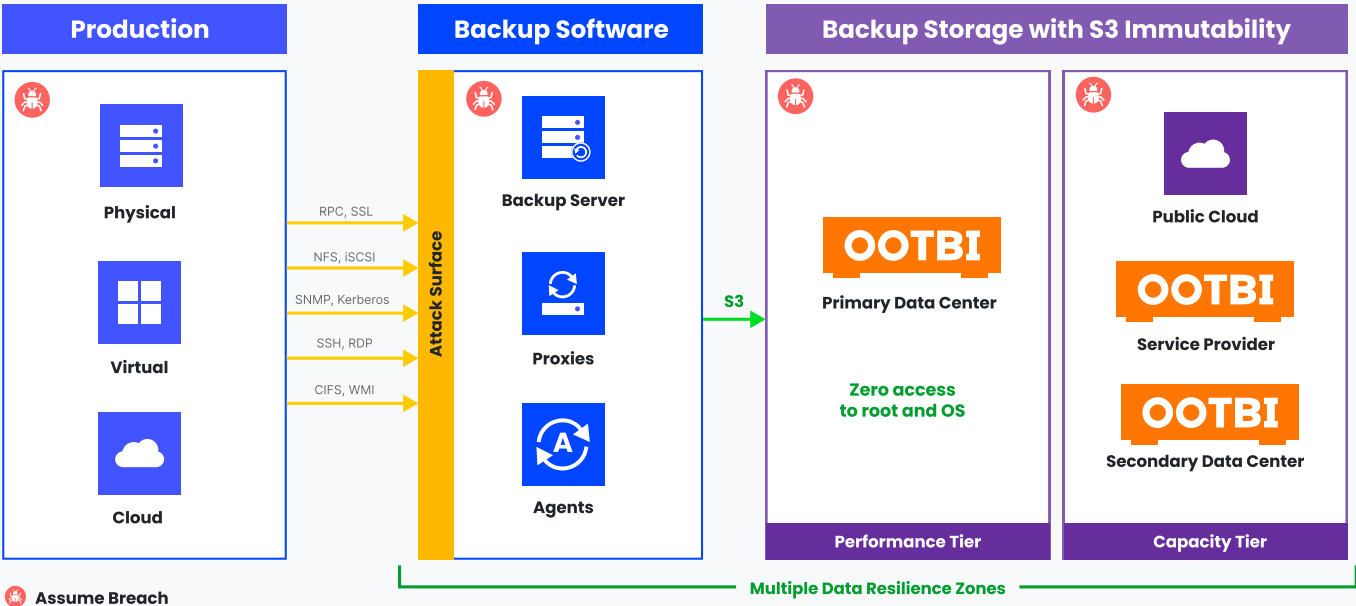 Production
Backup Software
Backup Storage with S3 Immutability
Physical
Virtual
Cloud
RPC, SSL
NFS, iSCSI
SNMP, Kerberos
SSH, RDP
CIFS, WMI
Attack Surface
Backup Server
Proxies
A
Agents
S3
OOTBI
Primary Data Center
Zero access
to root and OS
Performance Tier
Public Cloud
OOTBI
Service Provider
OOTBI
Secondary Data Center
Capacity Tier
Multiple Data Resilience Zones
Assume Breach